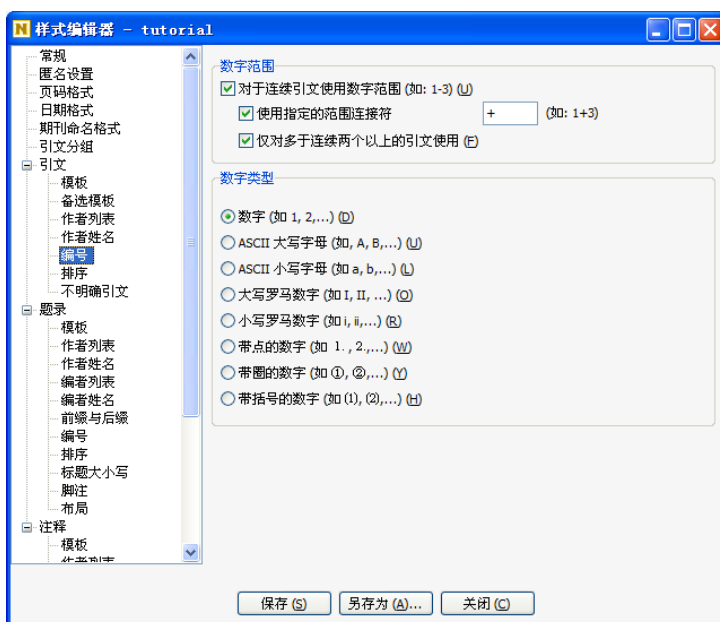 样式编辑器 - tutorial
常规
匿名设置
页码格式
日期格式
期刊命名格式
引文分组
引文
模板
备选模板
作者列表
作者姓名
编号
排序
不明确引文
题录
模板
作者列表
作者姓名
编者列表
编者姓名
前缀与后缀
编号
排序
标题大小写
脚注
布局
注释
模板
作者列表
数字范围
对于连续引文使用数字范围 (如: 1-3) (U)
使用指定的范围连接符 + (如: 1+3)
仅对多于连续两个以上的引文使用 (F)
数字类型
数字 (如 1, 2,...) (D)
ASCII 大写字母 (如, A, B,...) (U)
ASCII 小写字母 (如 a, b,...) (L)
大写罗马数字 (如 I, II, ...) (O)
小写罗马数字 (如 i, ii,...) (R)
带点的数字 (如 1. , 2.,...) (W)
带圈的数字 (如 ①, ②,...) (Y)
带括号的数字 (如 (1), (2),...) (H)
保存 (S) 另存为 (A)... 关闭 (C)